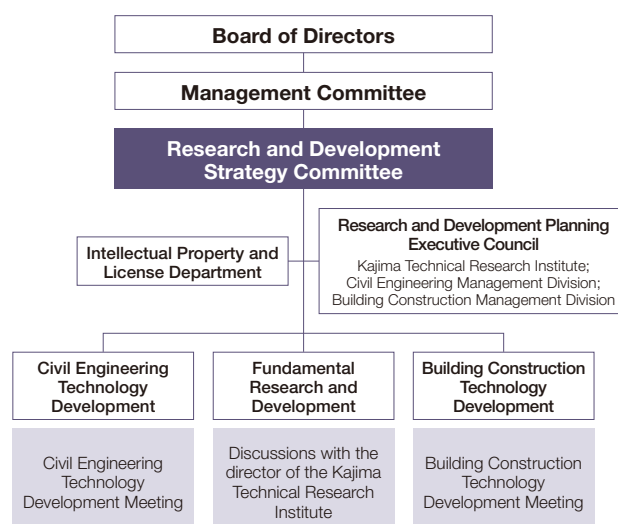 Board of Directors
Management Committee
Research and Development
Strategy Committee
Intellectual Property and
License Department
Research and Development Planning
Executive Council
Kajima Technical Research Institute;
Civil Engineering Management Division;
Building Construction Management Division
Civil Engineering
Technology
Development
Fundamental
Research and
Development
Building Construction
Technology
Development
Civil Engineering
Technology
Development Meeting
Discussions with the
director of the Kajima
Technical Research
Institute
Building Construction
Technology
Development Meeting